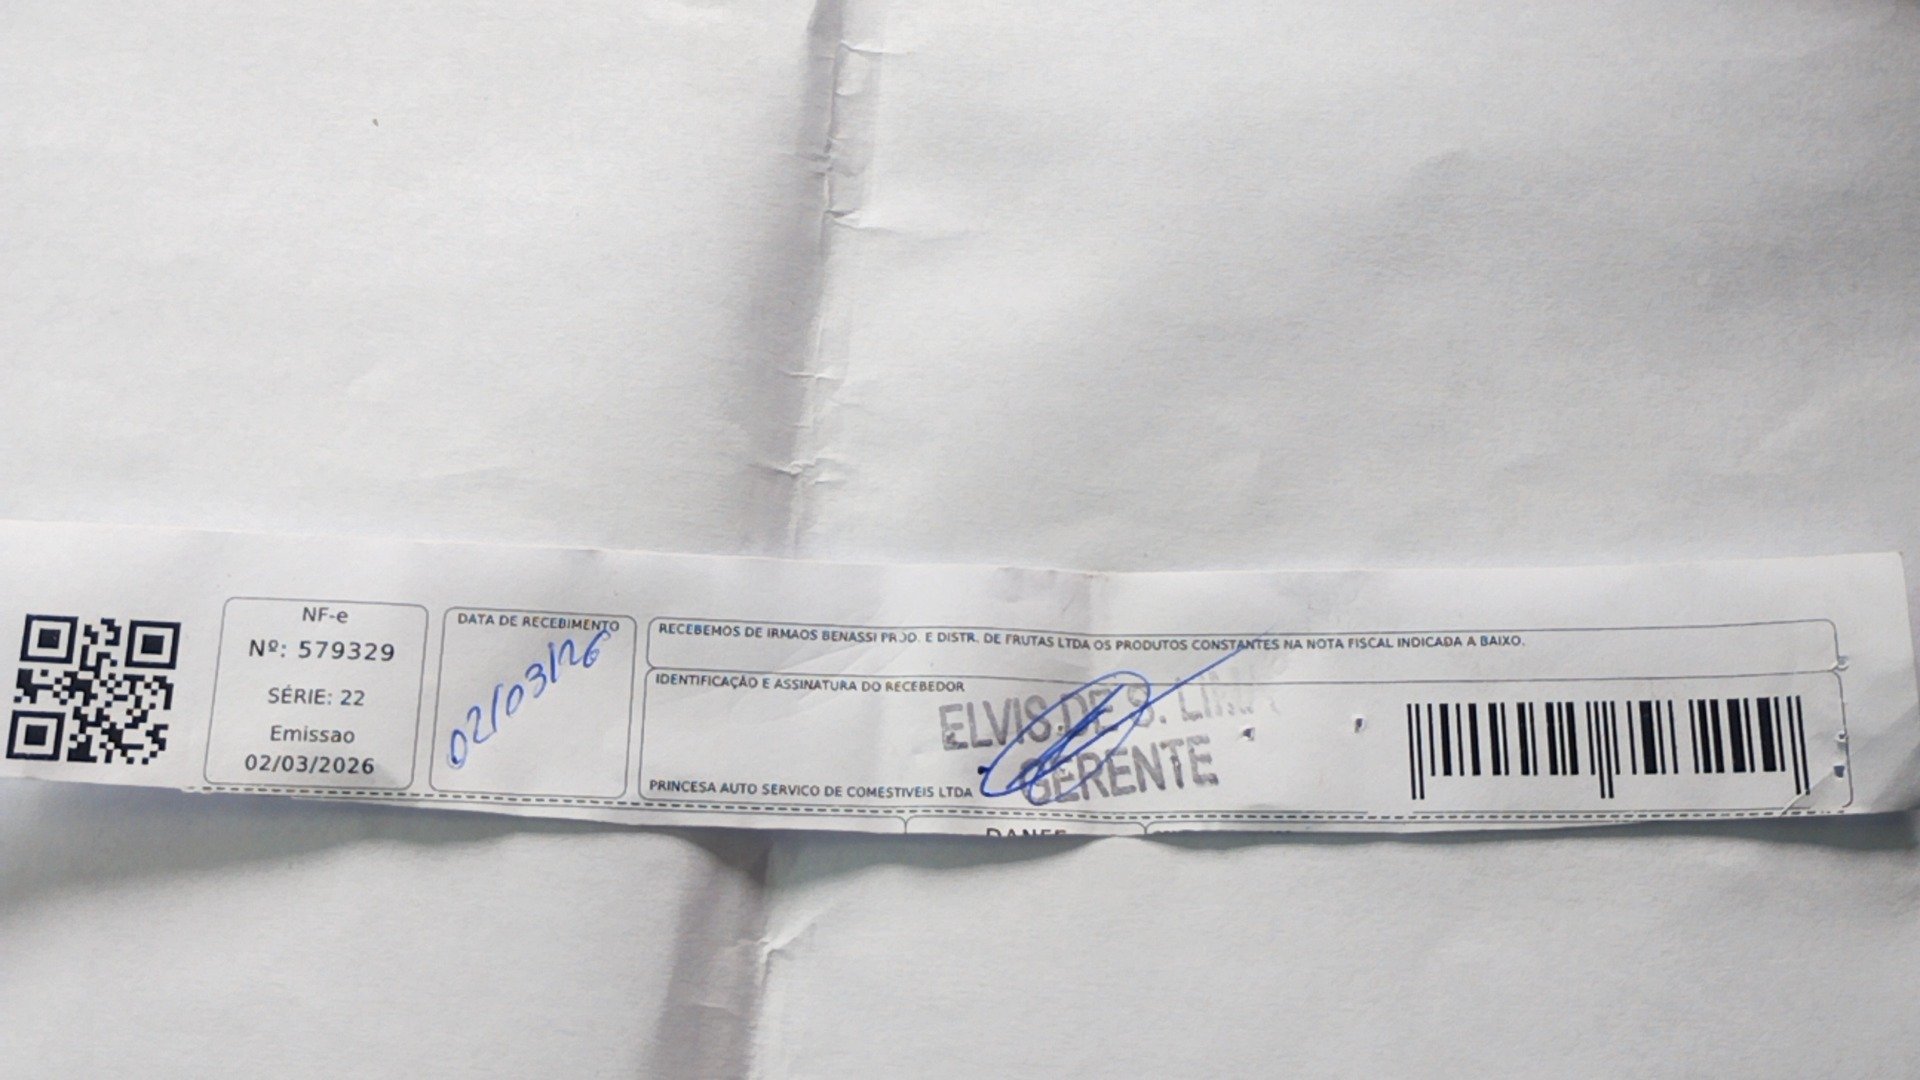 NF-e
Nº: 579329
SÉRIE: 22
Emissao
02/03/2026
DATA DE RECEBIMENTO
02/03/26
RECEBEMOS DE IRMAOS BENASSI PROD. E DISTR. DE FRUTAS LTDA OS PRODUTOS CONSTANTES NA NOTA FISCAL INDICADA A BAIXO.
IDENTIFICAÇÃO E ASSINATURA DO RECEBEDOR
ELVIS DE S. LIMA
GERENTE
PRINCESA AUTO SERVICO DE COMESTIVEIS LTDA
DANFE